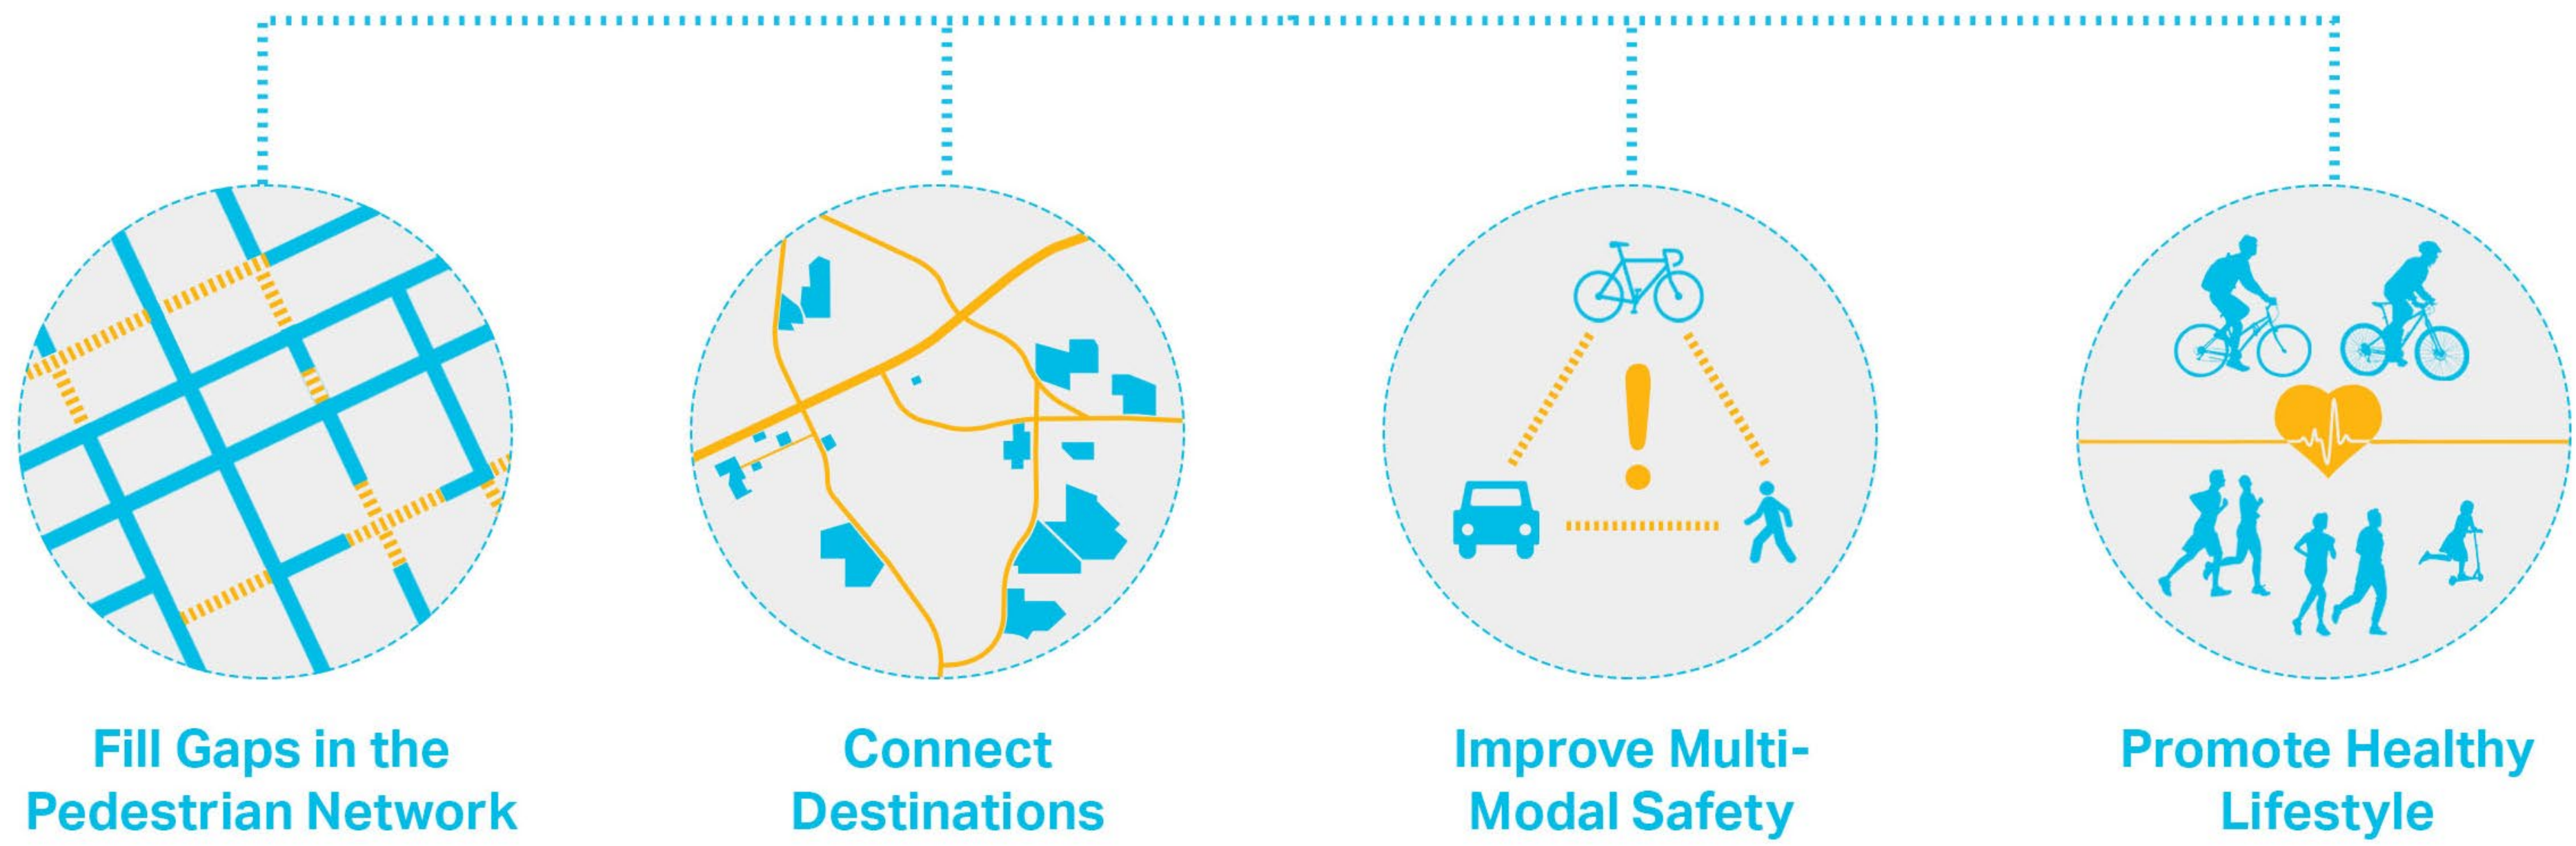 Fill Gaps in the
Pedestrian Network
Connect
Destinations
Improve Multi-
Modal Safety
Promote Healthy
Lifestyle